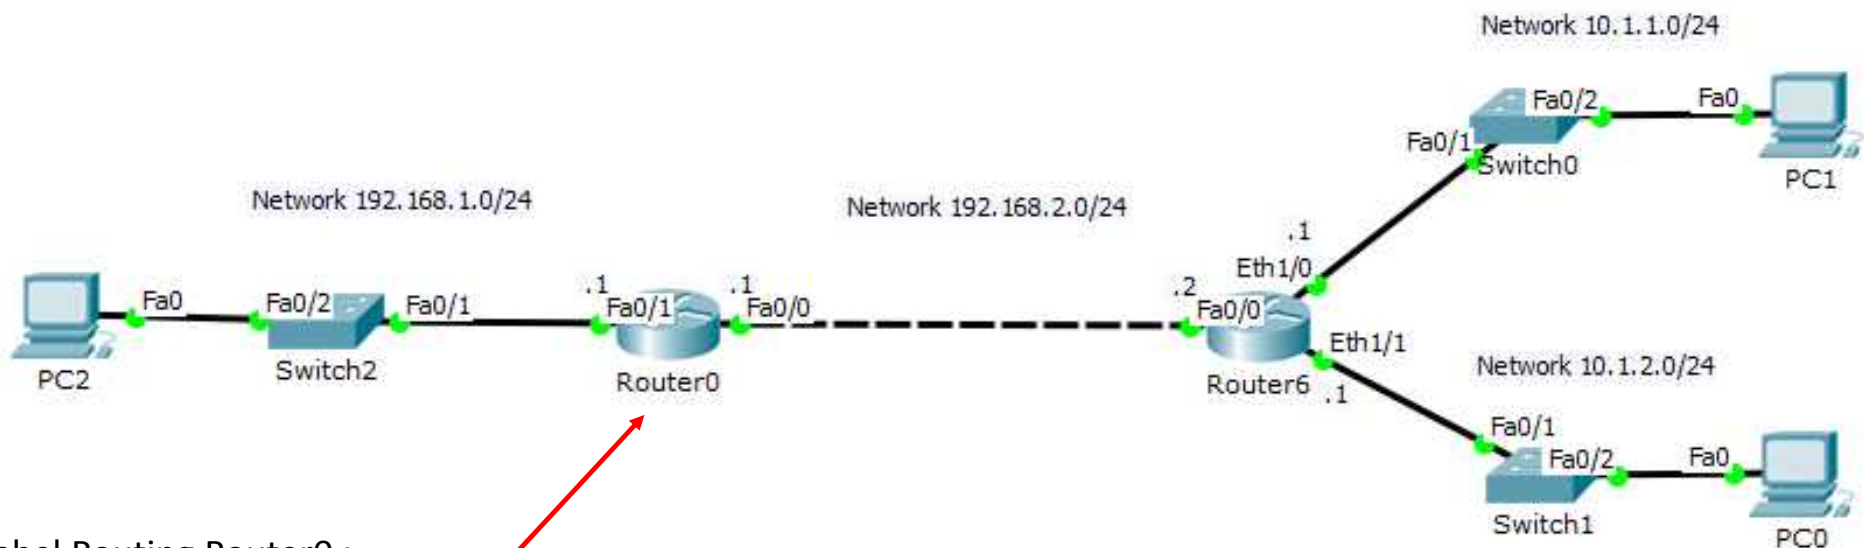 Network 10.1.1.0/24
Fa0/2
Fa0
Fa0/1
Switch0
PC1
Network 192.168.1.0/24
Network 192.168.2.0/24
.1
Eth1/0
Fa0
Fa0/2
Fa0/1
.1
Fa0/1
.1
Fa0/0
.2
Fa0/0
Eth1/1
PC2
Switch2
Router0
Router6
.1
Network 10.1.2.0/24
Fa0/1
Fa0/2
Fa0
Switch1
PC0
Routing Router0 :